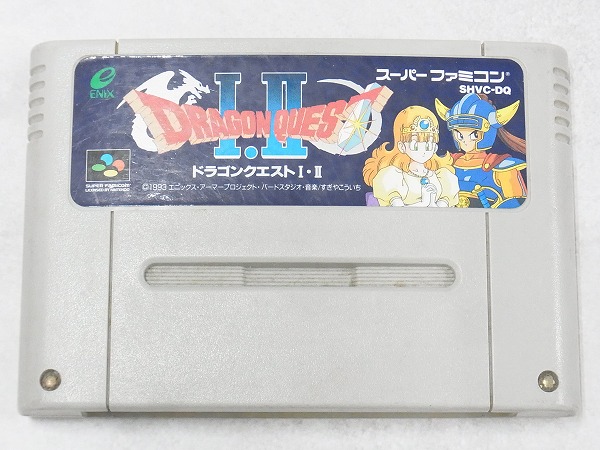 ENIX
I・II
DRAGON QUEST
ドラゴンクエストI・II
スーパーファミコン®
SHVC-DQ
SUPER FAMICOM
LICENSED BY NINTENDO
©1993 エニックス・アーマープロジェクト・バードスタジオ・音楽/すぎやこういち